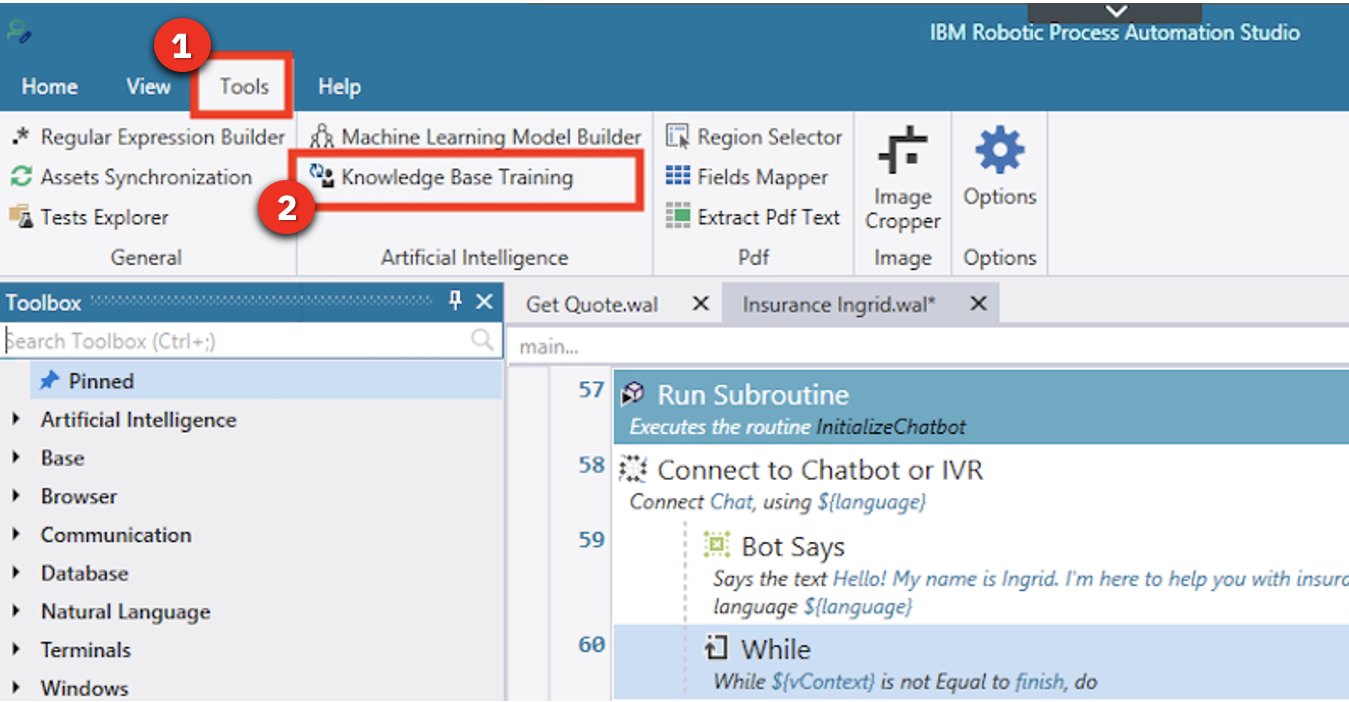 IBM Robotic Process Automation Studio
1
Home View Tools Help
.* Regular Expression Builder
Assets Synchronization
Tests Explorer
General
Machine Learning Model Builder
2
Knowledge Base Training
Artificial Intelligence
Region Selector
Fields Mapper
Extract Pdf Text
Pdf
Image
Cropper
Image
Options
Options
Toolbox
Search Toolbox (Ctrl+;)
Pinned
Artificial Intelligence
Base
Browser
Communication
Database
Natural Language
Terminals
Windows
Get Quote.wal Insurance Ingrid.wal*
main...
57 Run Subroutine
Executes the routine InitializeChatbot
58 Connect to Chatbot or IVR
Connect Chat, using ${language}
59 Bot Says
Says the text Hello! My name is Ingrid. I'm here to help you with insura
language ${language}
60 While
While ${vContext} is not Equal to finish, do